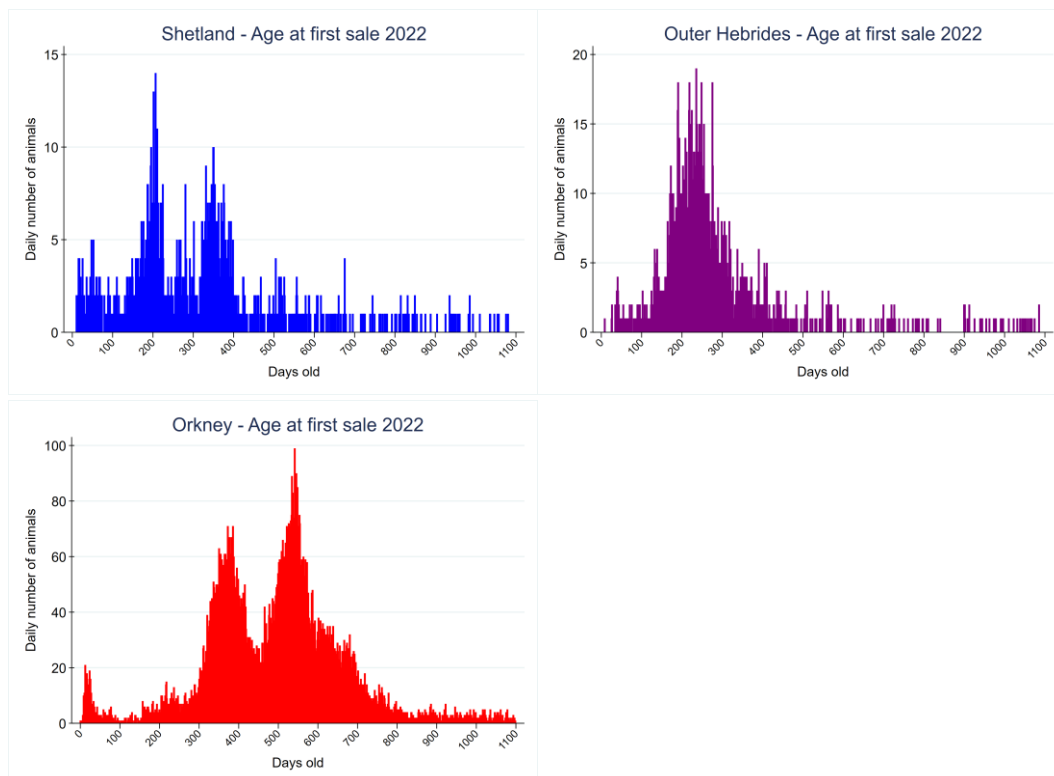 Shetland - Age at first sale 2022
15
10
5
0
Daily number of animals
0 100 200 300 400 500 600 700 800 900 1000 1100
Days old
Outer Hebrides - Age at first sale 2022
20
15
10
5
0
Daily number of animals
0 100 200 300 400 500 600 700 800 900 1000 1100
Days old
Orkney - Age at first sale 2022
100
80
60
40
20
0
Daily number of animals
0 100 200 300 400 500 600 700 800 900 1000 1100
Days old